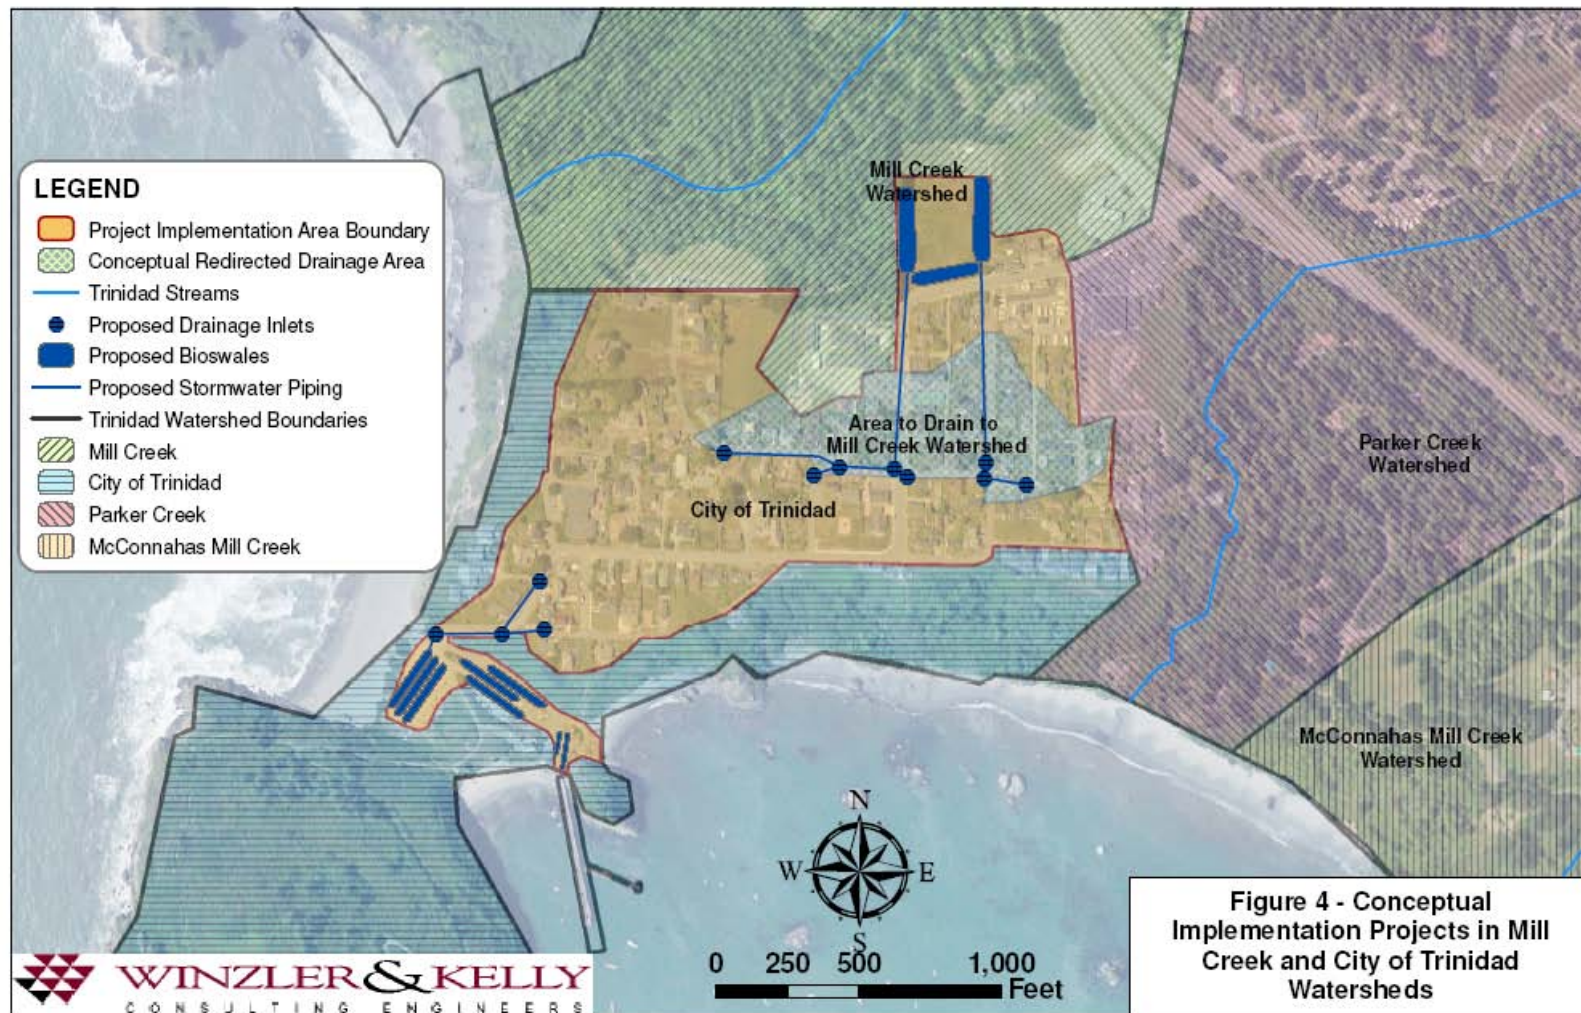 LEGEND
Project Implementation Area Boundary
Conceptual Redirected Drainage Area
Trinidad Streams
Proposed Drainage Inlets
Proposed Bioswales
Proposed Stormwater Piping
Trinidad Watershed Boundaries
Mill Creek
City of Trinidad
Parker Creek
McConnahas Mill Creek
Mill Creek
Watershed
Area to Drain to
Mill Creek Watershed
City of Trinidad
Parker Creek
Watershed
McConnahas Mill Creek
Watershed
N
W E
S
0 250 500 1,000
Feet
WINZLER & KELLY
CONSULTING ENGINEERS
Figure 4 - Conceptual
Implementation Projects in Mill
Creek and City of Trinidad
Watersheds